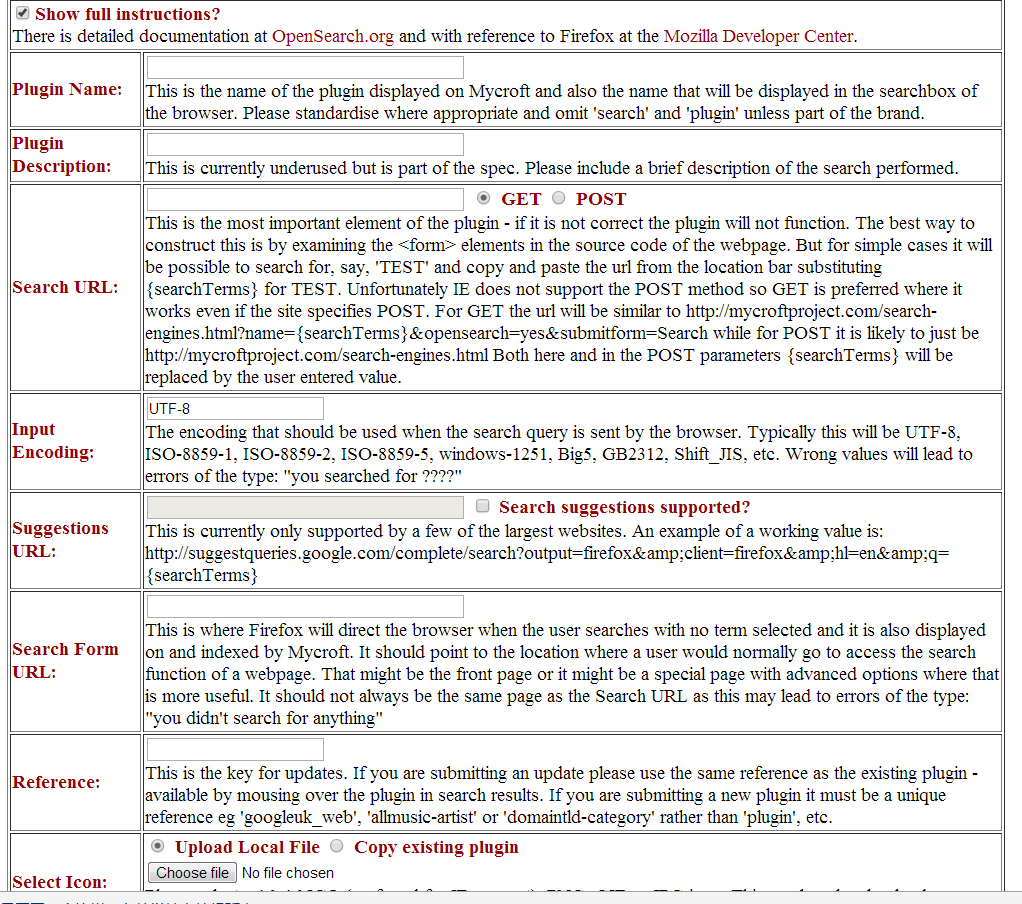 Show full instructions?
There is detailed documentation at OpenSearch.org and with reference to Firefox at the Mozilla Developer Center.
Plugin Name:
This is the name of the plugin displayed on Mycroft and also the name that will be displayed in the searchbox of
the browser. Please standardise where appropriate and omit 'search' and 'plugin' unless part of the brand.
Plugin
Description:
This is currently underused but is part of the spec. Please include a brief description of the search performed.
Search URL:
GET POST
This is the most important element of the plugin - if it is not correct the plugin will not function. The best way to
construct this is by examining the <form> elements in the source code of the webpage. But for simple cases it will
be possible to search for, say, 'TEST' and copy and paste the url from the location bar substituting
{searchTerms} for TEST. Unfortunately IE does not support the POST method so GET is preferred where it
works even if the site specifies POST. For GET the url will be similar to http://mycroftproject.com/search-
engines.html?name={searchTerms}&opensearch=yes&submitform=Search while for POST it is likely to just be
http://mycroftproject.com/search-engines.html Both here and in the POST parameters {searchTerms} will be
replaced by the user entered value.
Input
Encoding:
UTF-8
The encoding that should be used when the search query is sent by the browser. Typically this will be UTF-8,
ISO-8859-1, ISO-8859-2, ISO-8859-5, windows-1251, Big5, GB2312, Shift_JIS, etc. Wrong values will lead to
errors of the type: "you searched for ????"
Suggestions
URL:
Search suggestions supported?
This is currently only supported by a few of the largest websites. An example of a working value is:
http://suggestqueries.google.com/complete/search?output=firefox&amp;client=firefox&amp;hl=en&amp;q=
{searchTerms}
Search Form
URL:
This is where Firefox will direct the browser when the user searches with no term selected and it is also displayed
on and indexed by Mycroft. It should point to the location where a user would normally go to access the search
function of a webpage. That might be the front page or it might be a special page with advanced options where that
is more useful. It should not always be the same page as the Search URL as this may lead to errors of the type:
"you didn't search for anything"
Reference:
This is the key for updates. If you are submitting an update please use the same reference as the existing plugin -
available by mousing over the plugin in search results. If you are submitting a new plugin it must be a unique
reference eg 'googleuk_web', 'allmusic-artist' or 'domaintld-category' rather than 'plugin', etc.
Select Icon:
Upload Local File Copy existing plugin
Choose file No file chosen